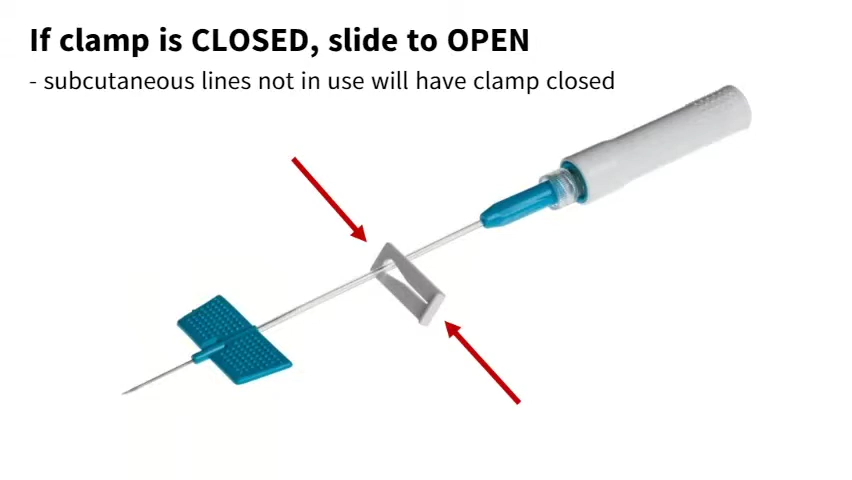 If clamp is CLOSED, slide to OPEN
- subcutaneous lines not in use will have clamp closed